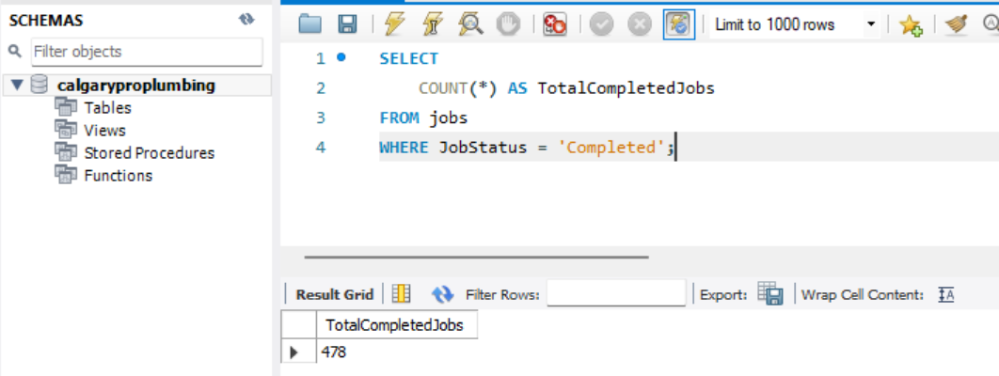 SCHEMAS
Filter objects
calgaryproplumbing
Tables
Views
Stored Procedures
Functions
Limit to 1000 rows
1 SELECT
2 COUNT(*) AS TotalCompletedJobs
3 FROM jobs
4 WHERE JobStatus = 'Completed';
Result Grid Filter Rows: Export: Wrap Cell Content: IA
TotalCompletedJobs
478